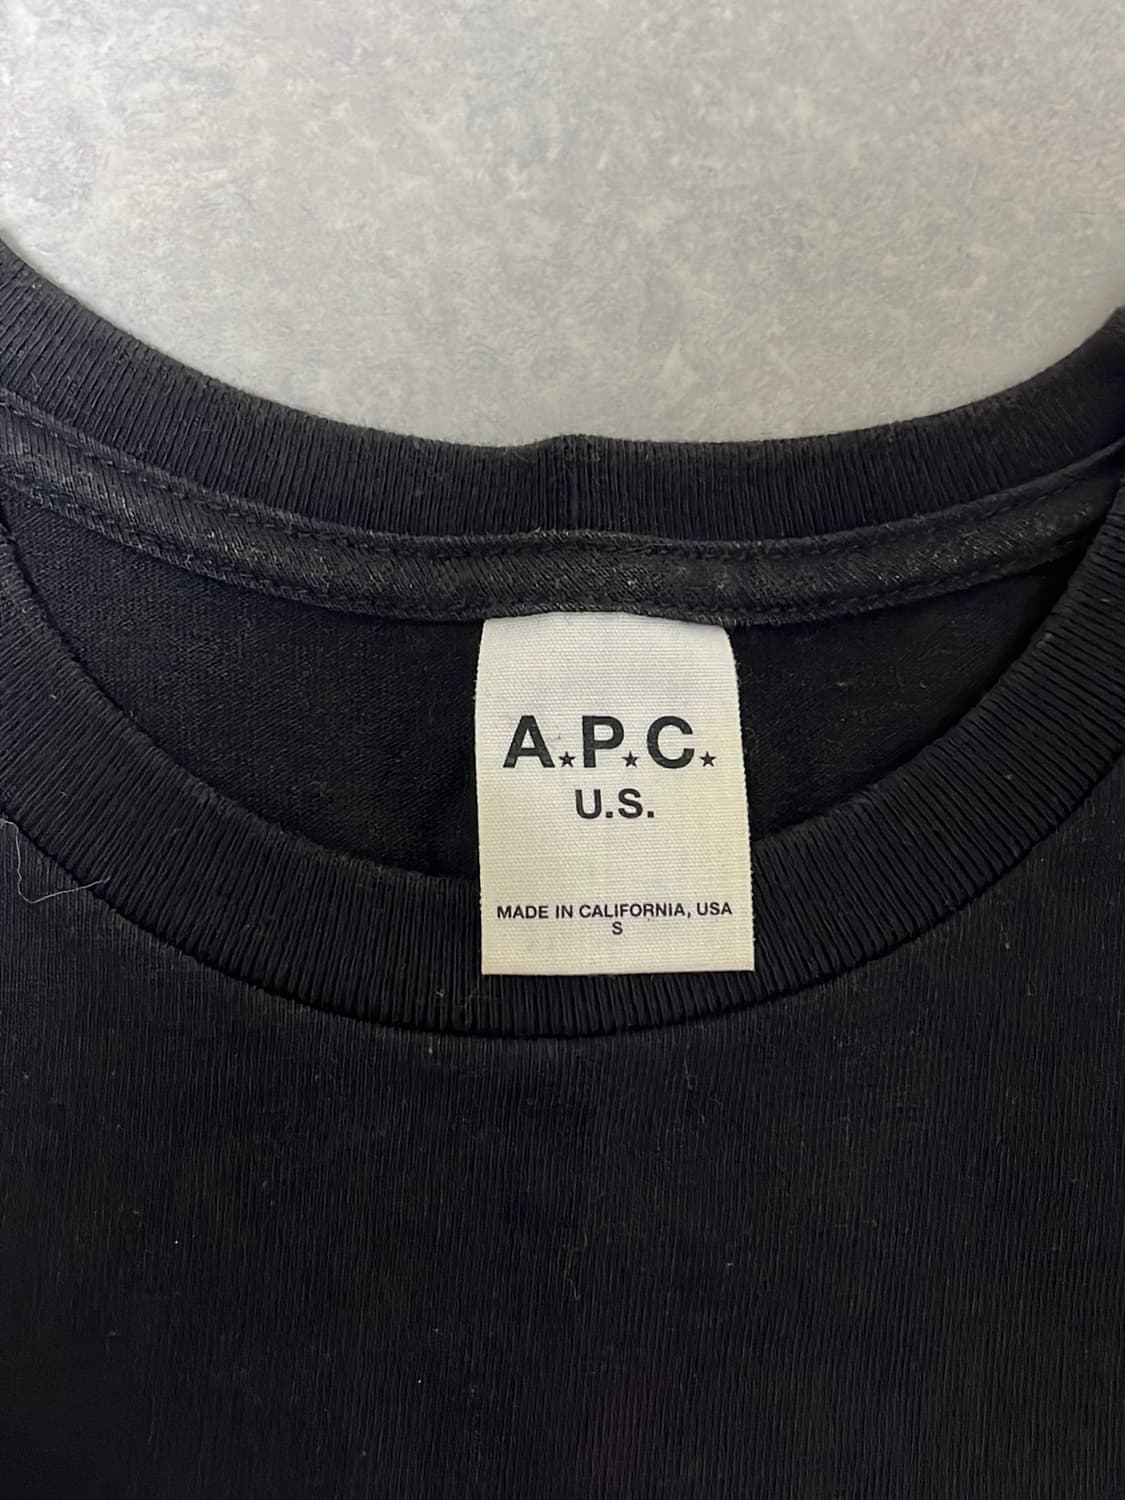 A★P★C★
U.S.
MADE IN CALIFORNIA, USA
S